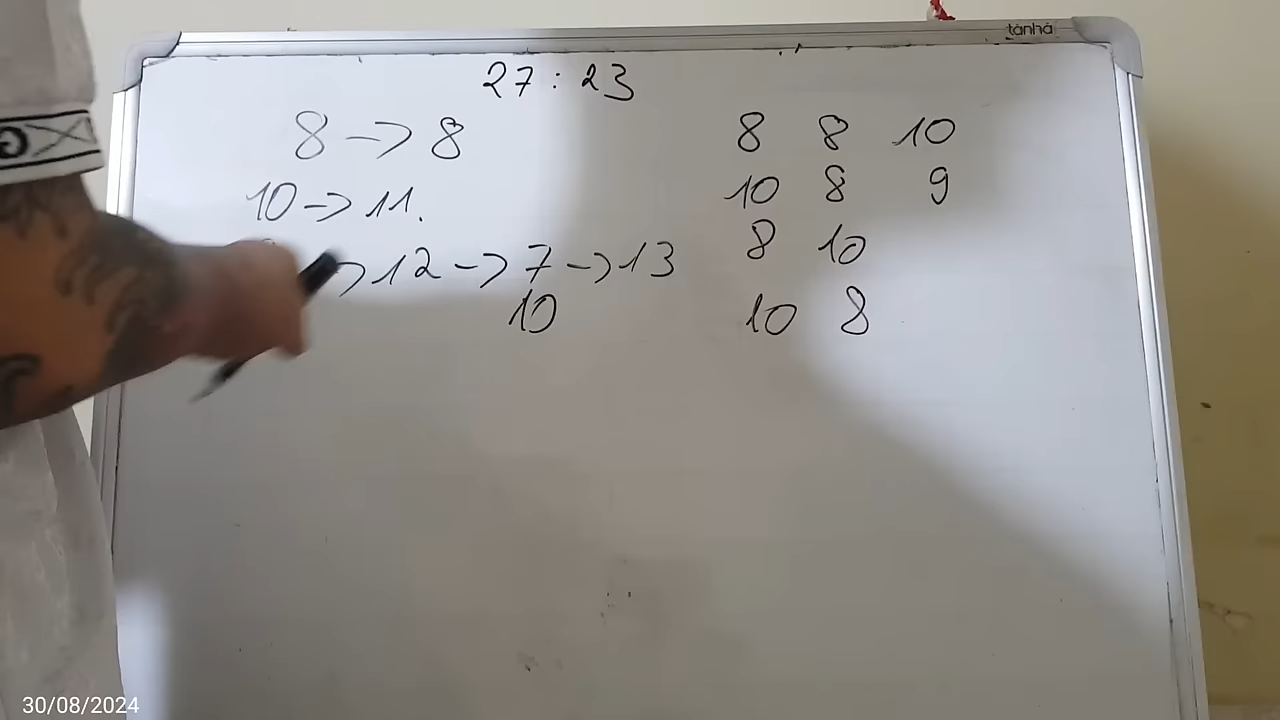 tänhä
27 : 23
8 -> 8
10 -> 11.
-> 12 -> 7 -> 13
10
8 8 10
10 8 9
8 10
10 8
30/08/2024